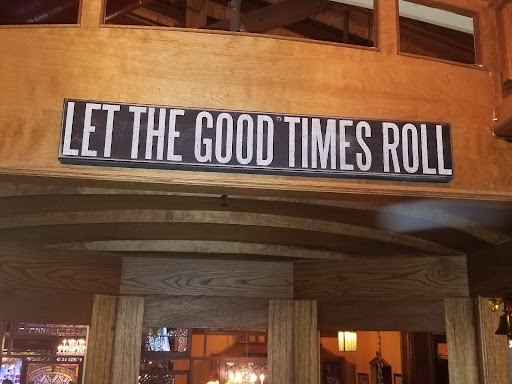 LET THE GOOD TIMES ROLL